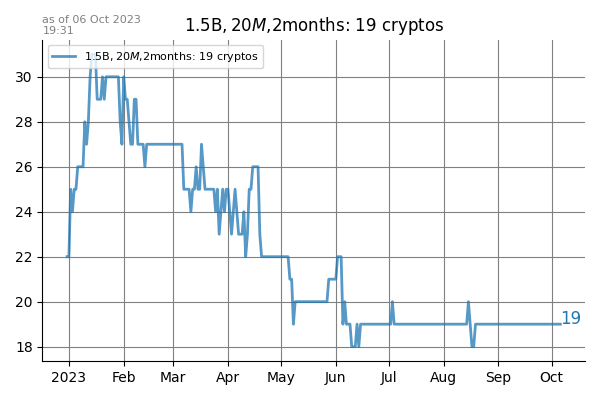 as of 06 Oct 2023
19:31
1.5B, 20M,2months: 19 cryptos
1.5B, 20M,2months: 19 cryptos
30
28
26
24
22
20
18
19
2023 Feb Mar Apr May Jun Jul Aug Sep Oct